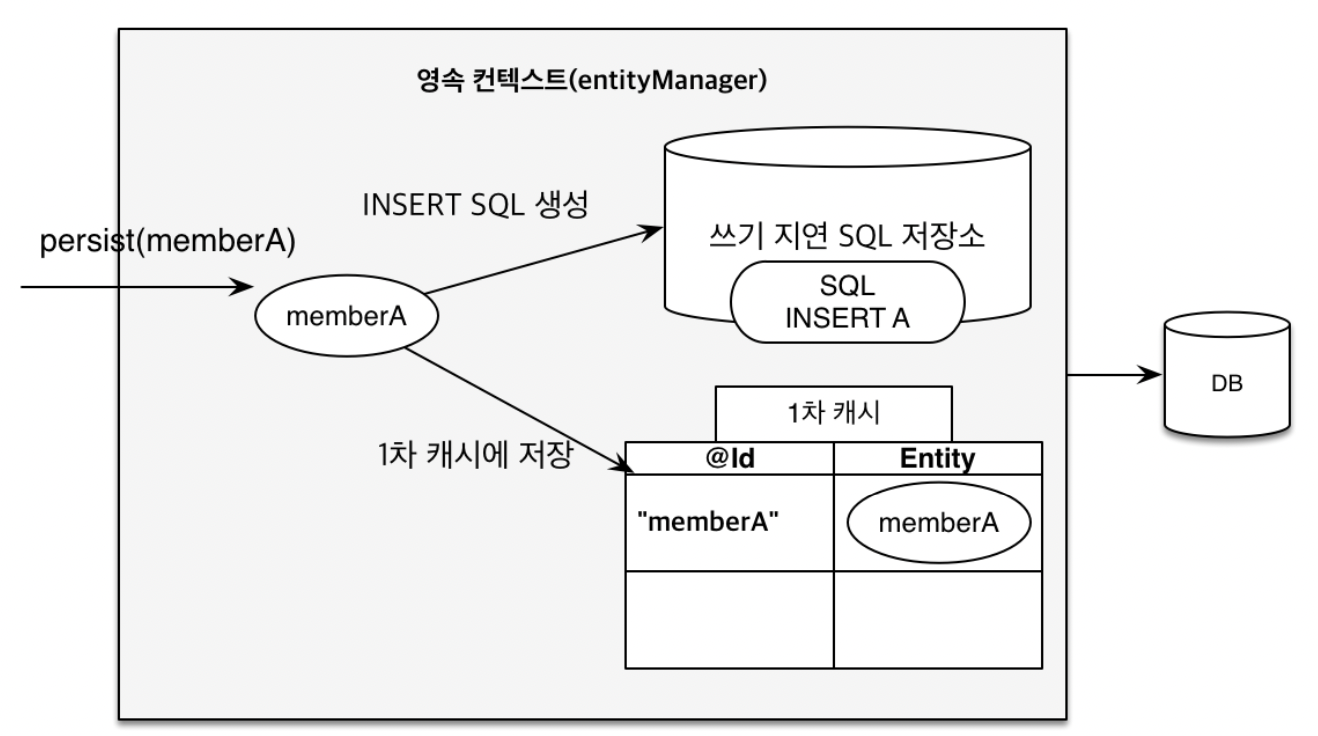 영속 컨텍스트(entityManager)
INSERT SQL 생성
persist(memberA)
memberA
쓰기 지연 SQL 저장소
SQL
INSERT A
DB
1차 캐시
1차 캐시에 저장
@Id Entity
"memberA" memberA